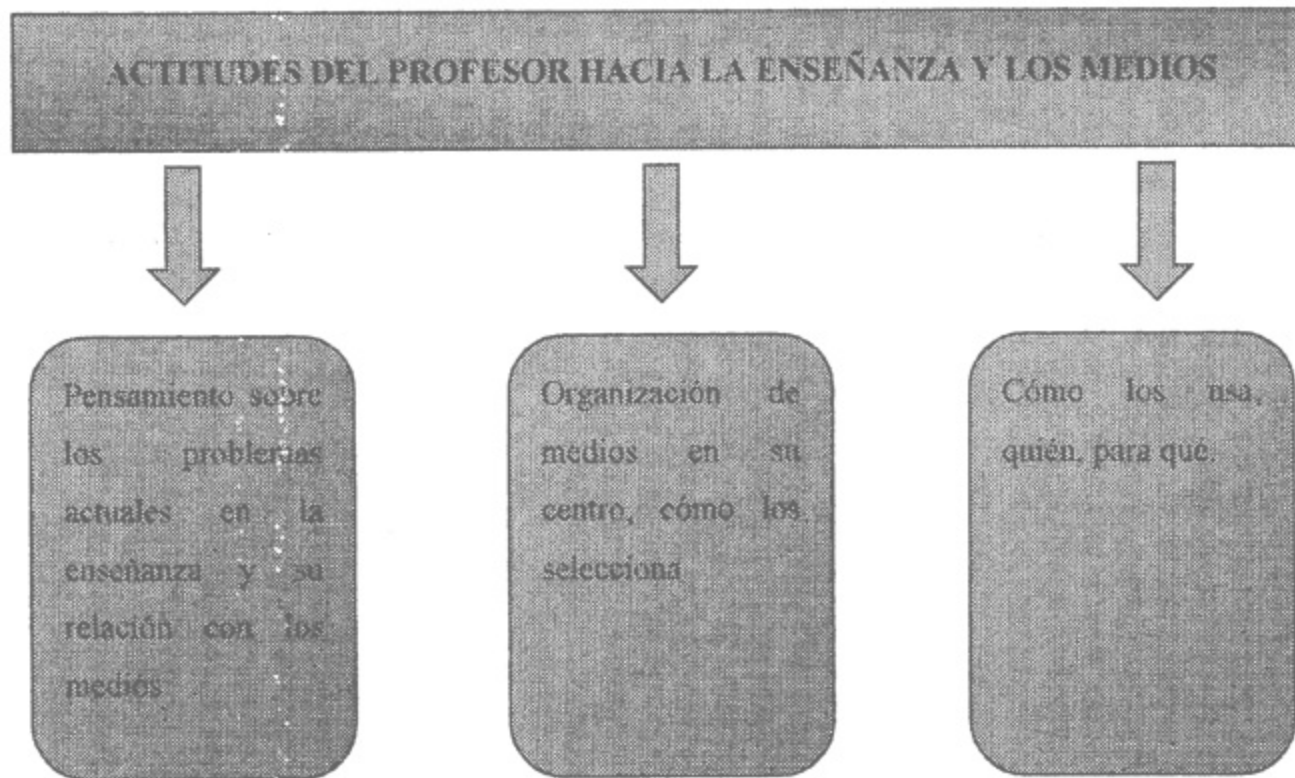 ACTITUDES DEL PROFESOR HACIA LA ENSEÑANZA Y LOS MEDIOS
Pensamiento sobre
los problemas
actuales en la
enseñanza y su
relación con los
medios
Organización de
medios en su
centro, cómo los
selecciona
Cómo los usa,
quién, para qué.